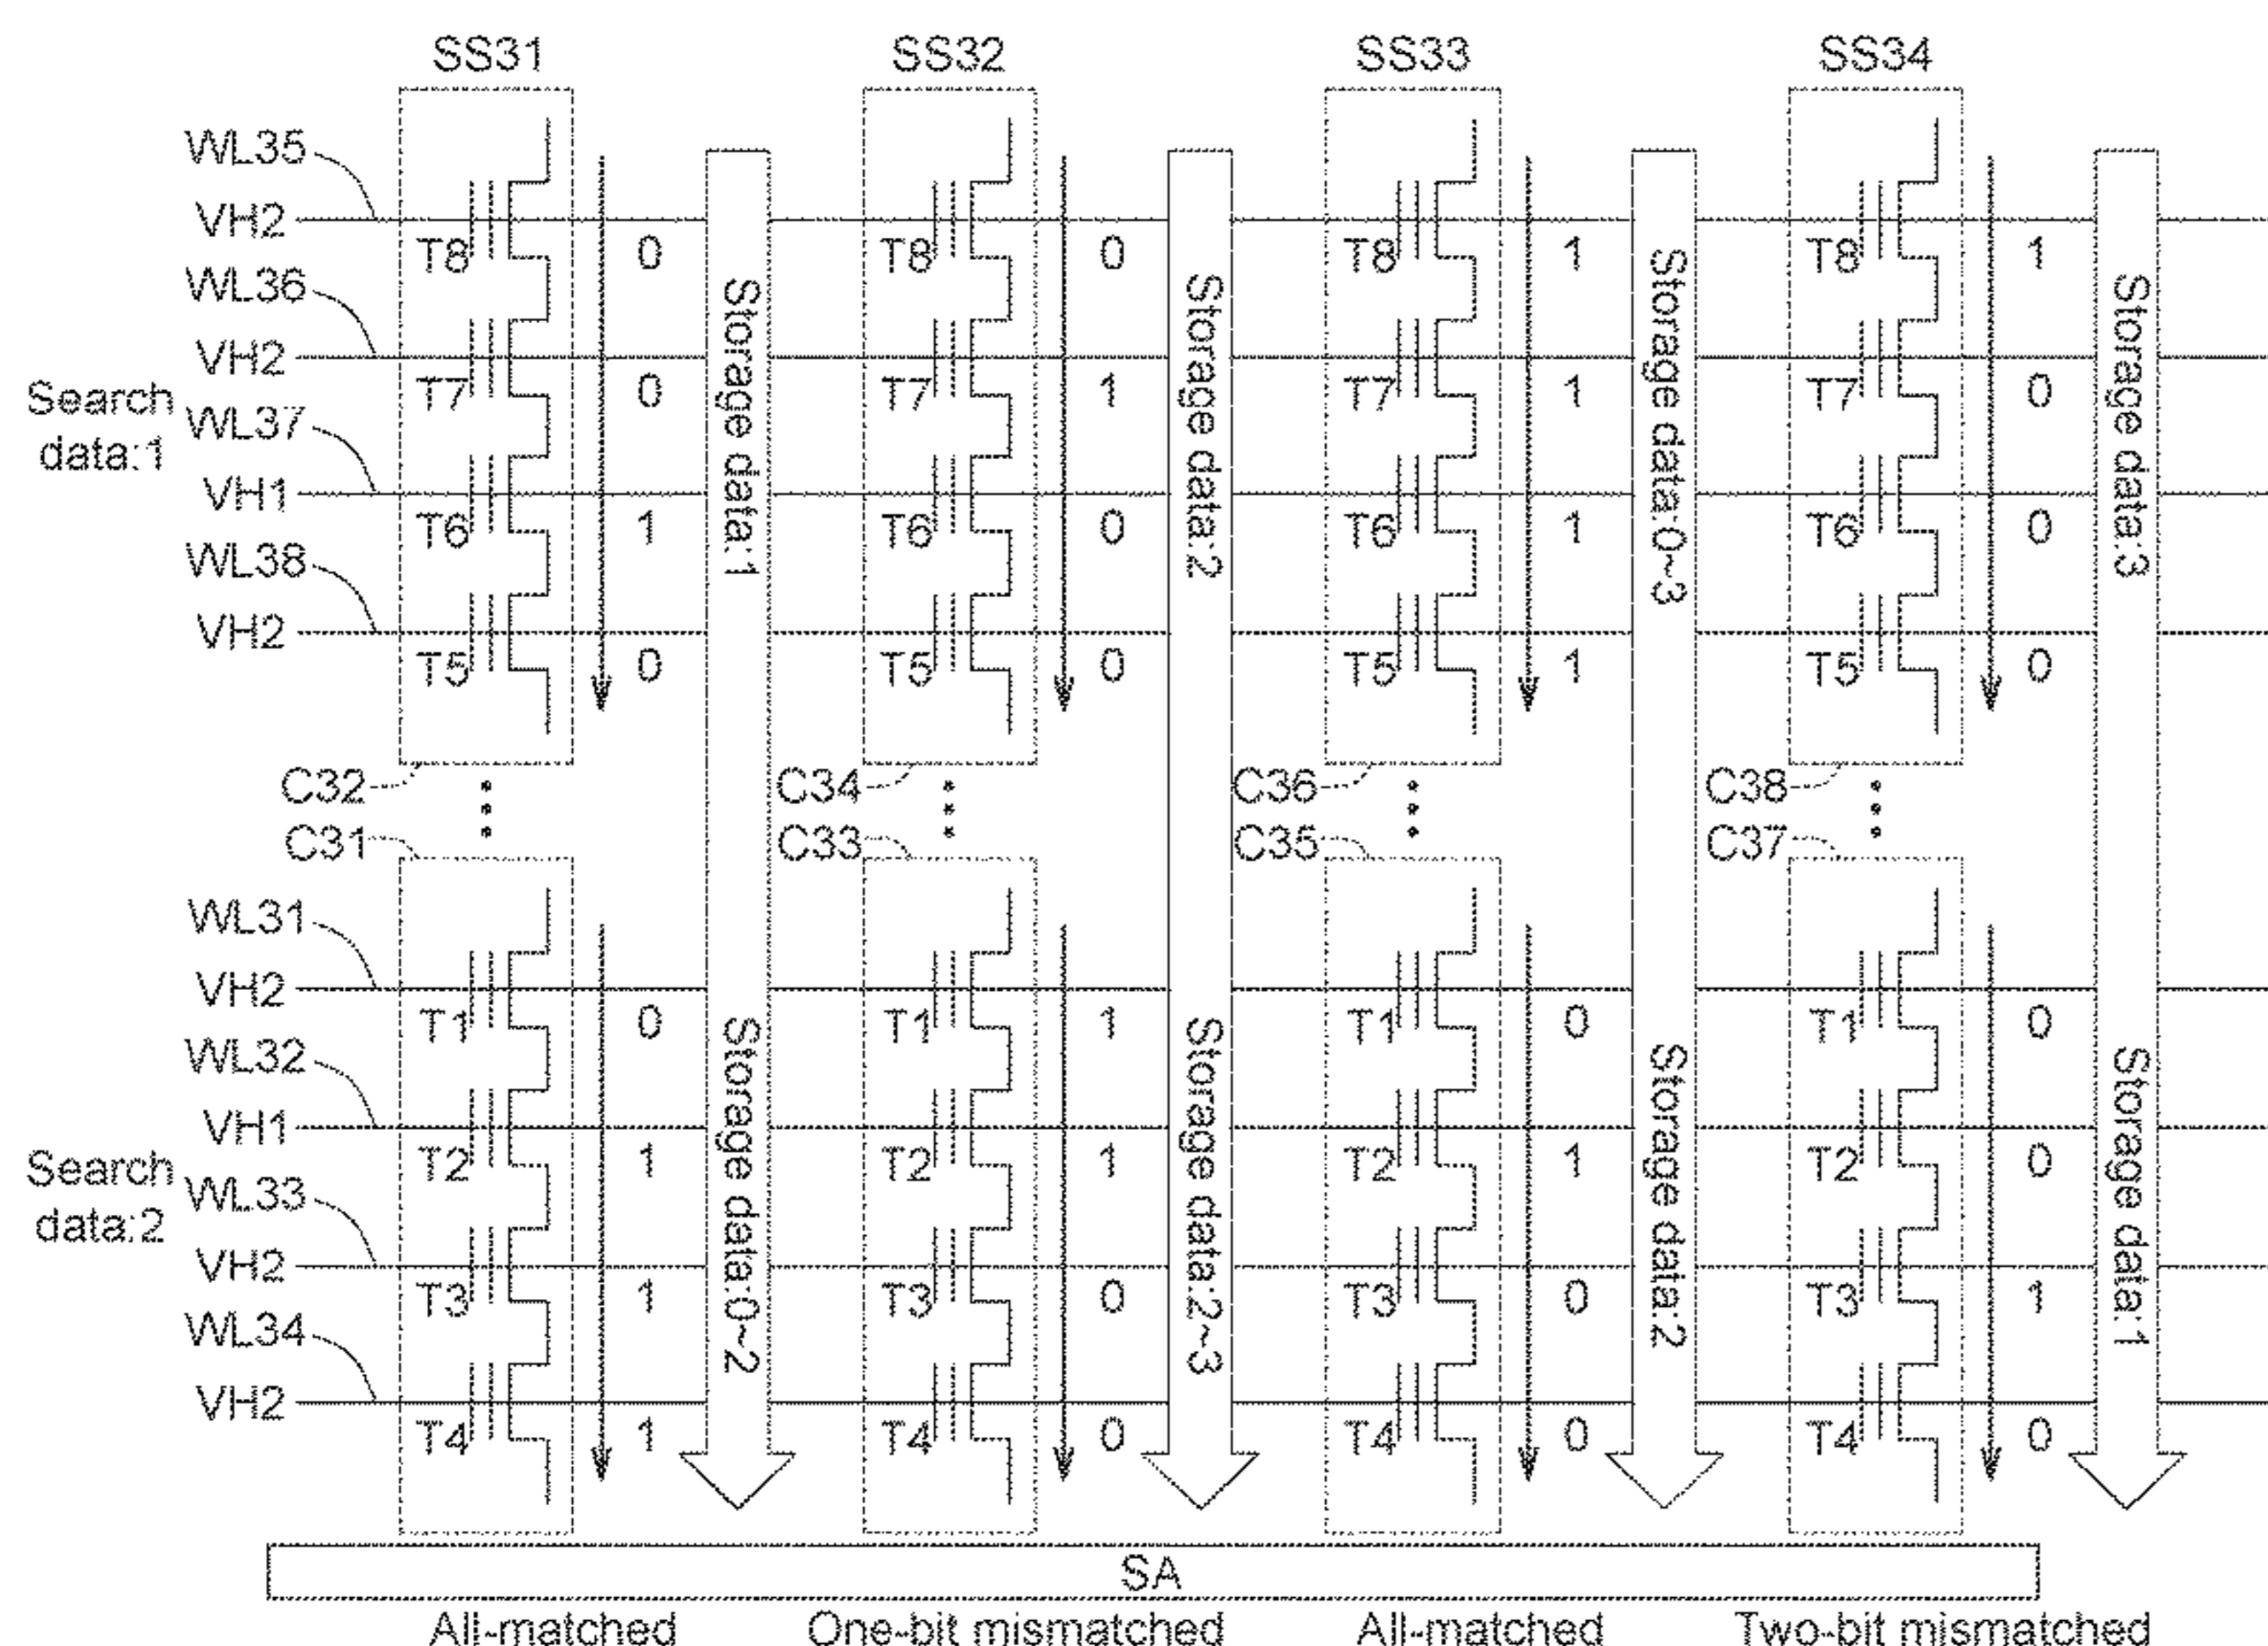 SS31 SS32 SS33 SS34
WL35
VH2
T8 0 T8 0 T8 1 T8 1
WL36
VH2
T7 0 T7 1 T7 1 T7 0
Search
data:1
WL37
VH1
T6 1 T6 0 T6 1 T6 0
WL38
VH2
T5 0 T5 0 T5 1 T5 0
Storage data:1
Storage data:2
Storage data:0~3
Storage data:3
C32 C34 C36 C38
C31 C33 C35 C37
WL31
VH2
T1 0 T1 1 T1 0 T1 0
WL32
VH1
T2 1 T2 1 T2 1 T2 0
Search
data:2
WL33
VH2
T3 1 T3 0 T3 0 T3 1
WL34
VH2
T4 1 T4 0 T4 0 T4 0
Storage data:0~2
Storage data:2~3
Storage data:2
Storage data:1
SA
All-matched One-bit mismatched All-matched Two-bit mismatched